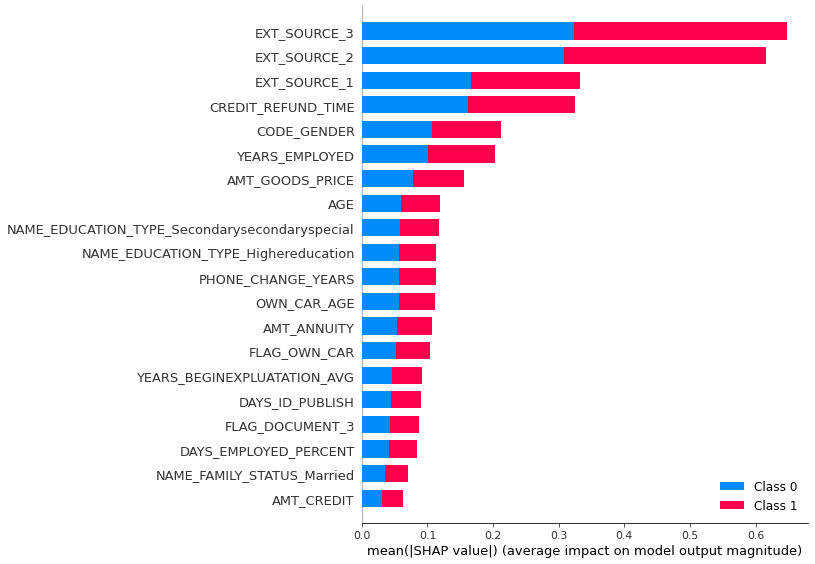 EXT_SOURCE_3
EXT_SOURCE_2
EXT_SOURCE_1
CREDIT_REFUND_TIME
CODE_GENDER
YEARS_EMPLOYED
AMT_GOODS_PRICE
AGE
NAME_EDUCATION_TYPE_Secondarysecondaryspecial
NAME_EDUCATION_TYPE_Highereducation
PHONE_CHANGE_YEARS
OWN_CAR_AGE
AMT_ANNUITY
FLAG_OWN_CAR
YEARS_BEGINEXPLUATATION_AVG
DAYS_ID_PUBLISH
FLAG_DOCUMENT_3
DAYS_EMPLOYED_PERCENT
NAME_FAMILY_STATUS_Married
AMT_CREDIT
Class 0
Class 1
0.0 0.1 0.2 0.3 0.4 0.5 0.6
mean(|SHAP value|) (average impact on model output magnitude)